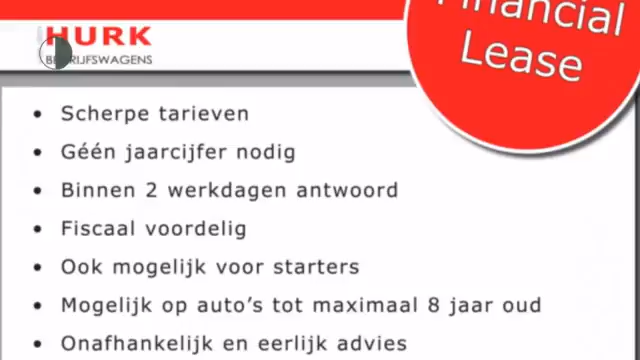 Financial
Lease
HURK
BEDRIJFSWAGENS
• Scherpe tarieven
• Géén jaarcijfer nodig
• Binnen 2 werkdagen antwoord
• Fiscaal voordelig
• Ook mogelijk voor starters
• Mogelijk op auto's tot maximaal 8 jaar oud
• Onafhankelijk en eerlijk advies